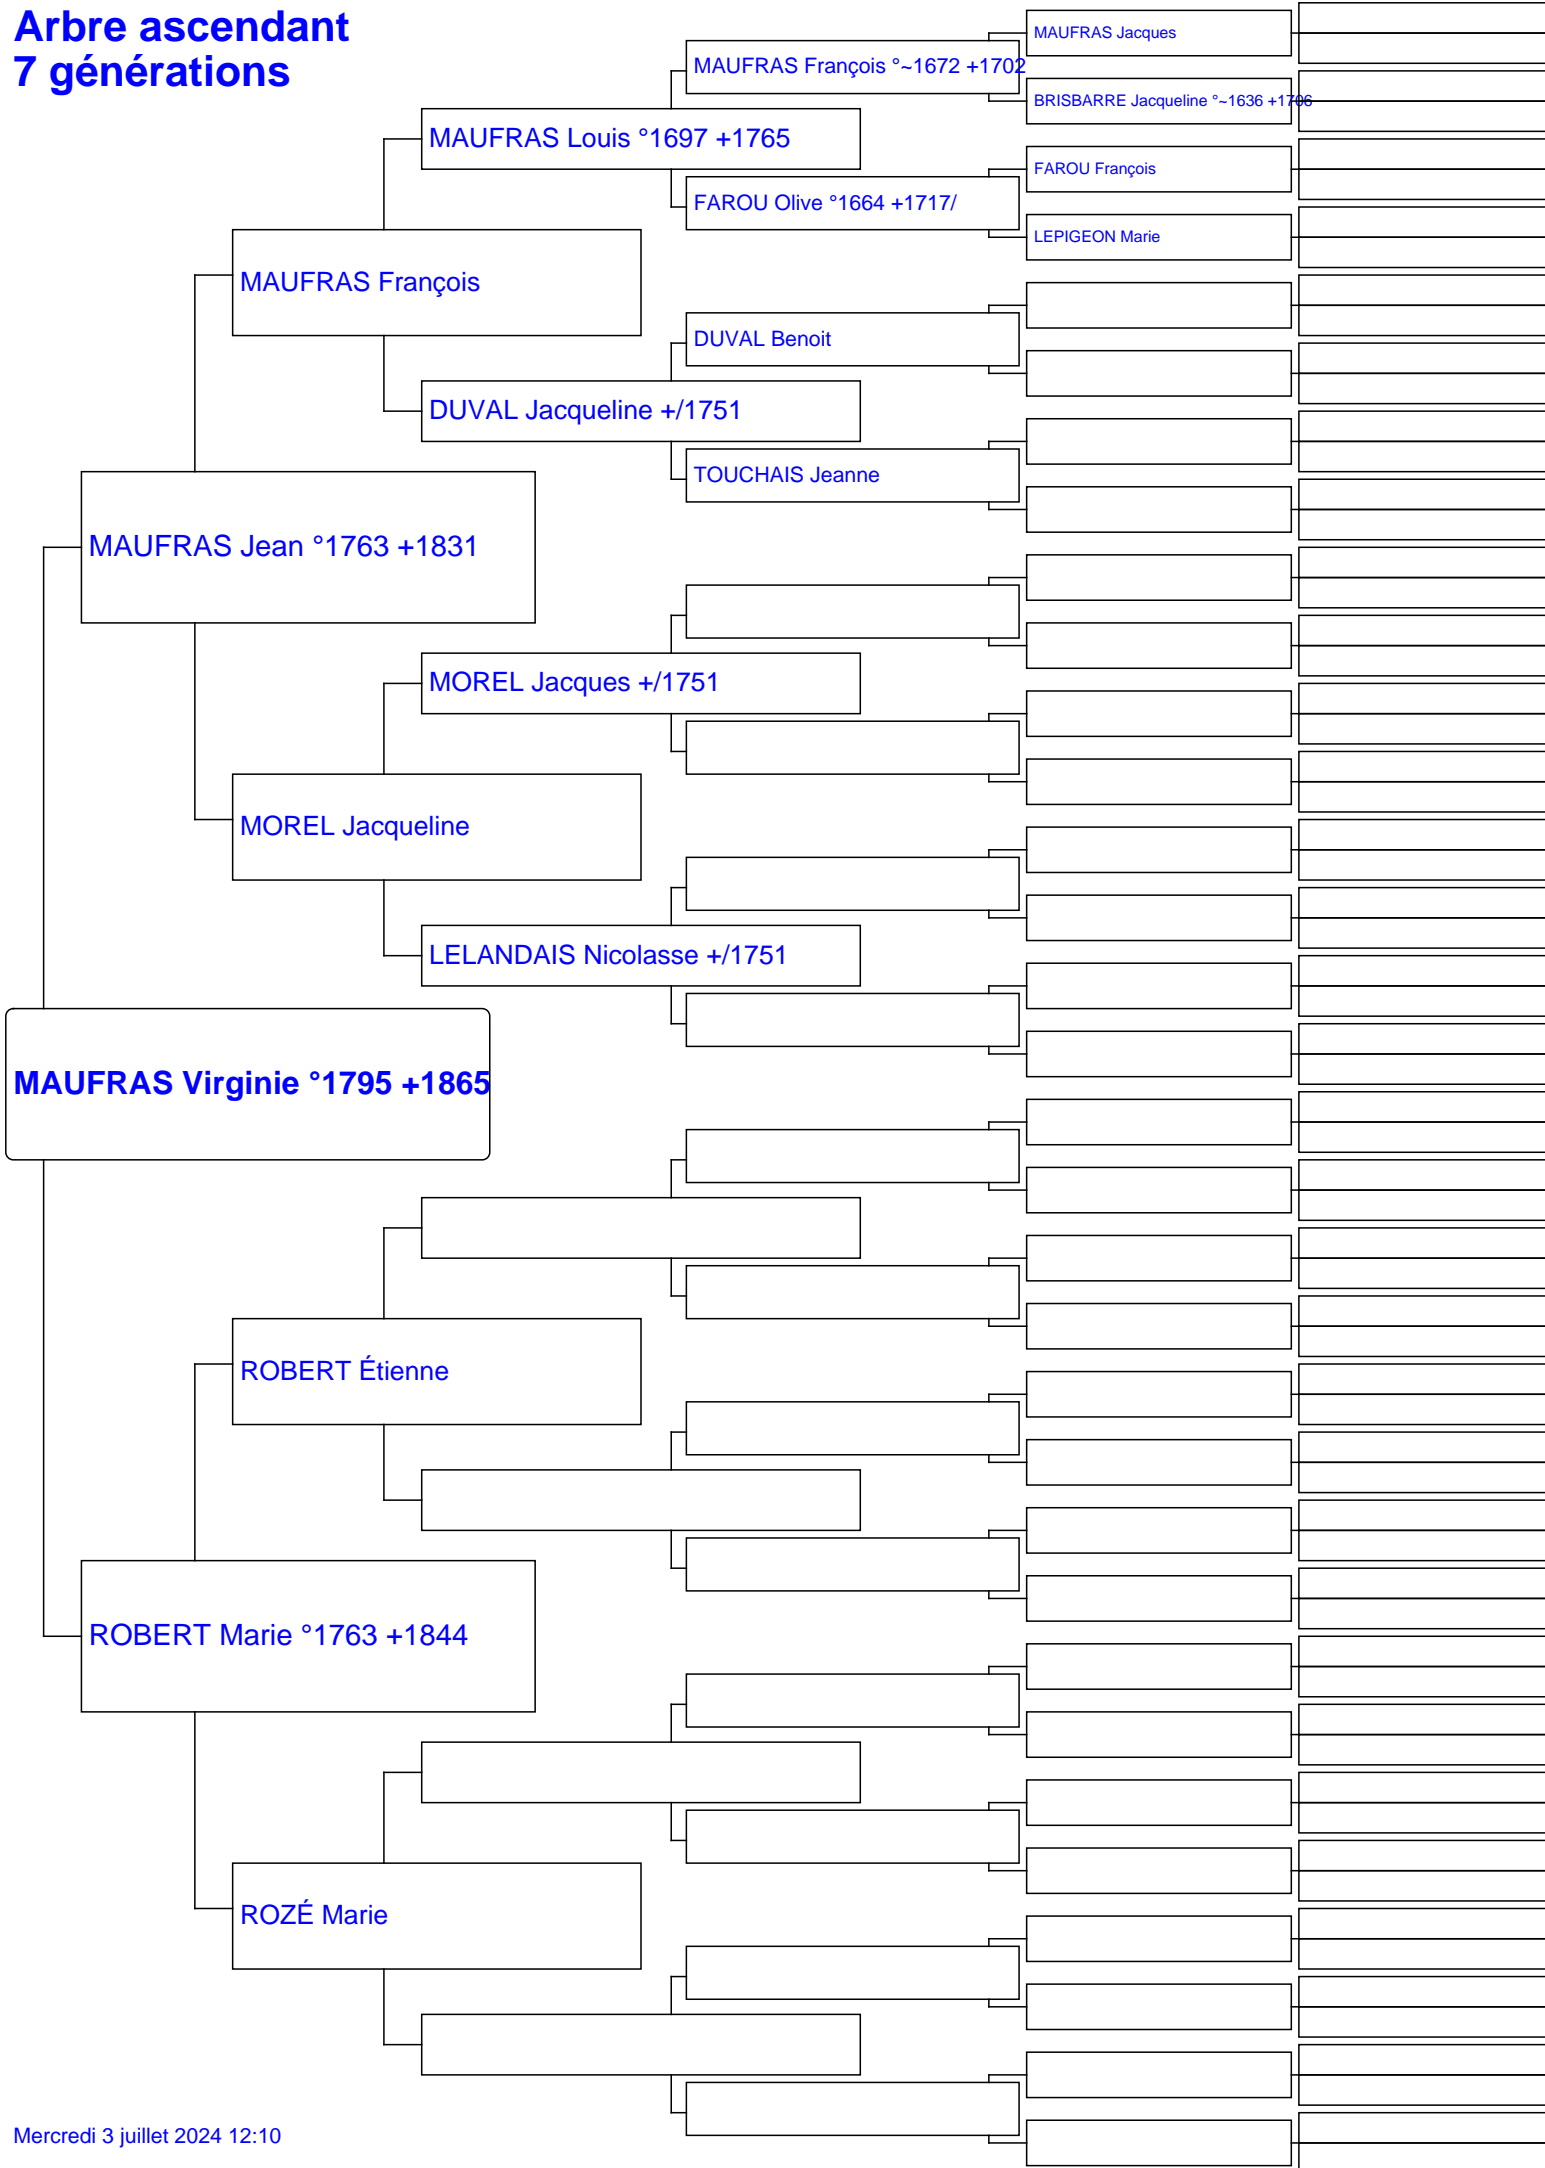 Arbre ascendant
7 générations
MAUFRAS Jacques
MAUFRAS François °~1672 +1702
BRISBARRE Jacqueline °~1636 +1706
MAUFRAS Louis °1697 +1765
FAROU François
FAROU Olive °1664 +1717/
LEPIGEON Marie
MAUFRAS François
DUVAL Benoit
DUVAL Jacqueline +/1751
TOUCHAIS Jeanne
MAUFRAS Jean °1763 +1831
MOREL Jacques +/1751
MOREL Jacqueline
LELANDAIS Nicolasse +/1751
MAUFRAS Virginie °1795 +1865
ROBERT Étienne
ROBERT Marie °1763 +1844
ROZÉ Marie
Mercredi 3 juillet 2024 12:10